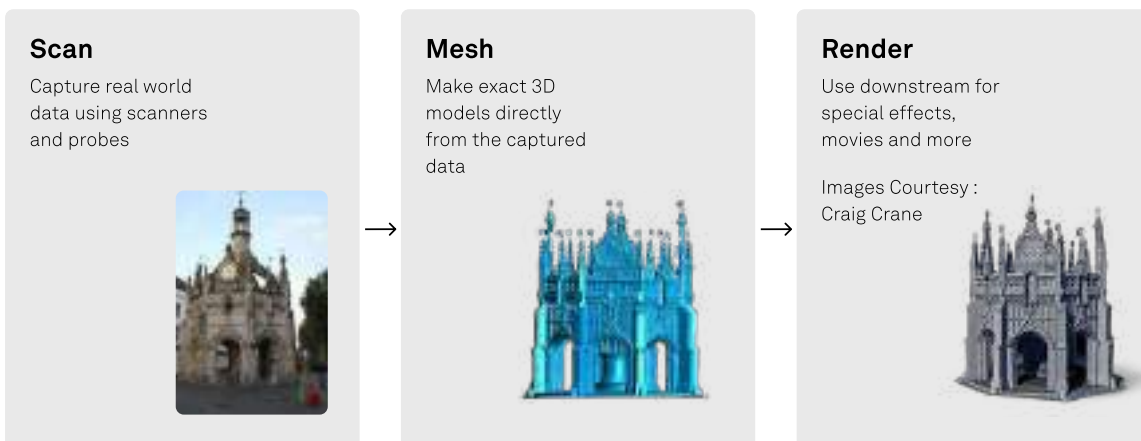 Scan
Capture real world
data using scanners
and probes
Mesh
Make exact 3D
models directly
from the captured
data
Render
Use downstream for
special effects,
movies and more
Images Courtesy :
Craig Crane